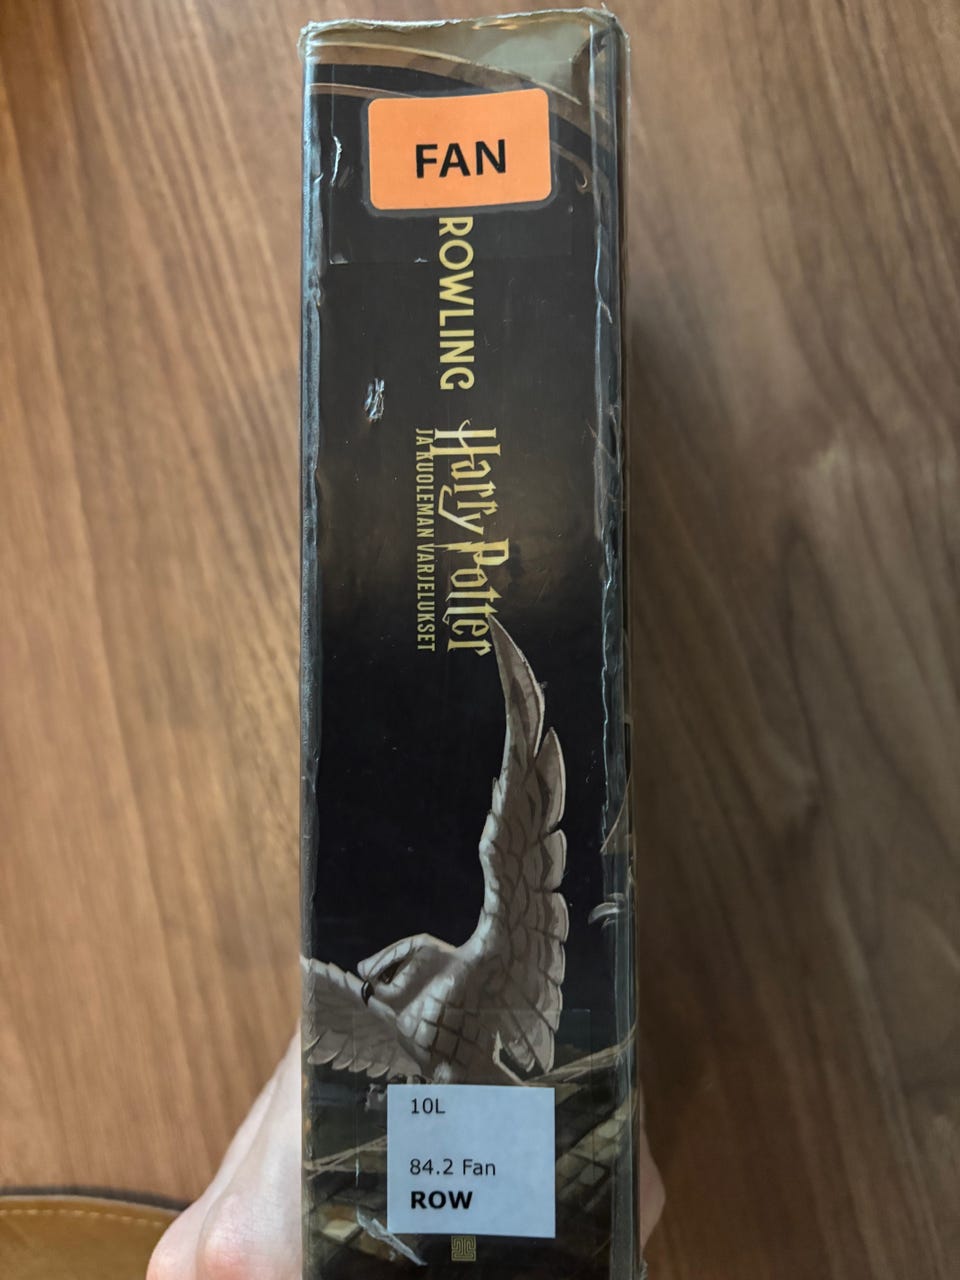 FAN
ROWLING
Harry Potter
JA KUOLEMAN VARJELUKSET
10L
84.2 Fan
ROW